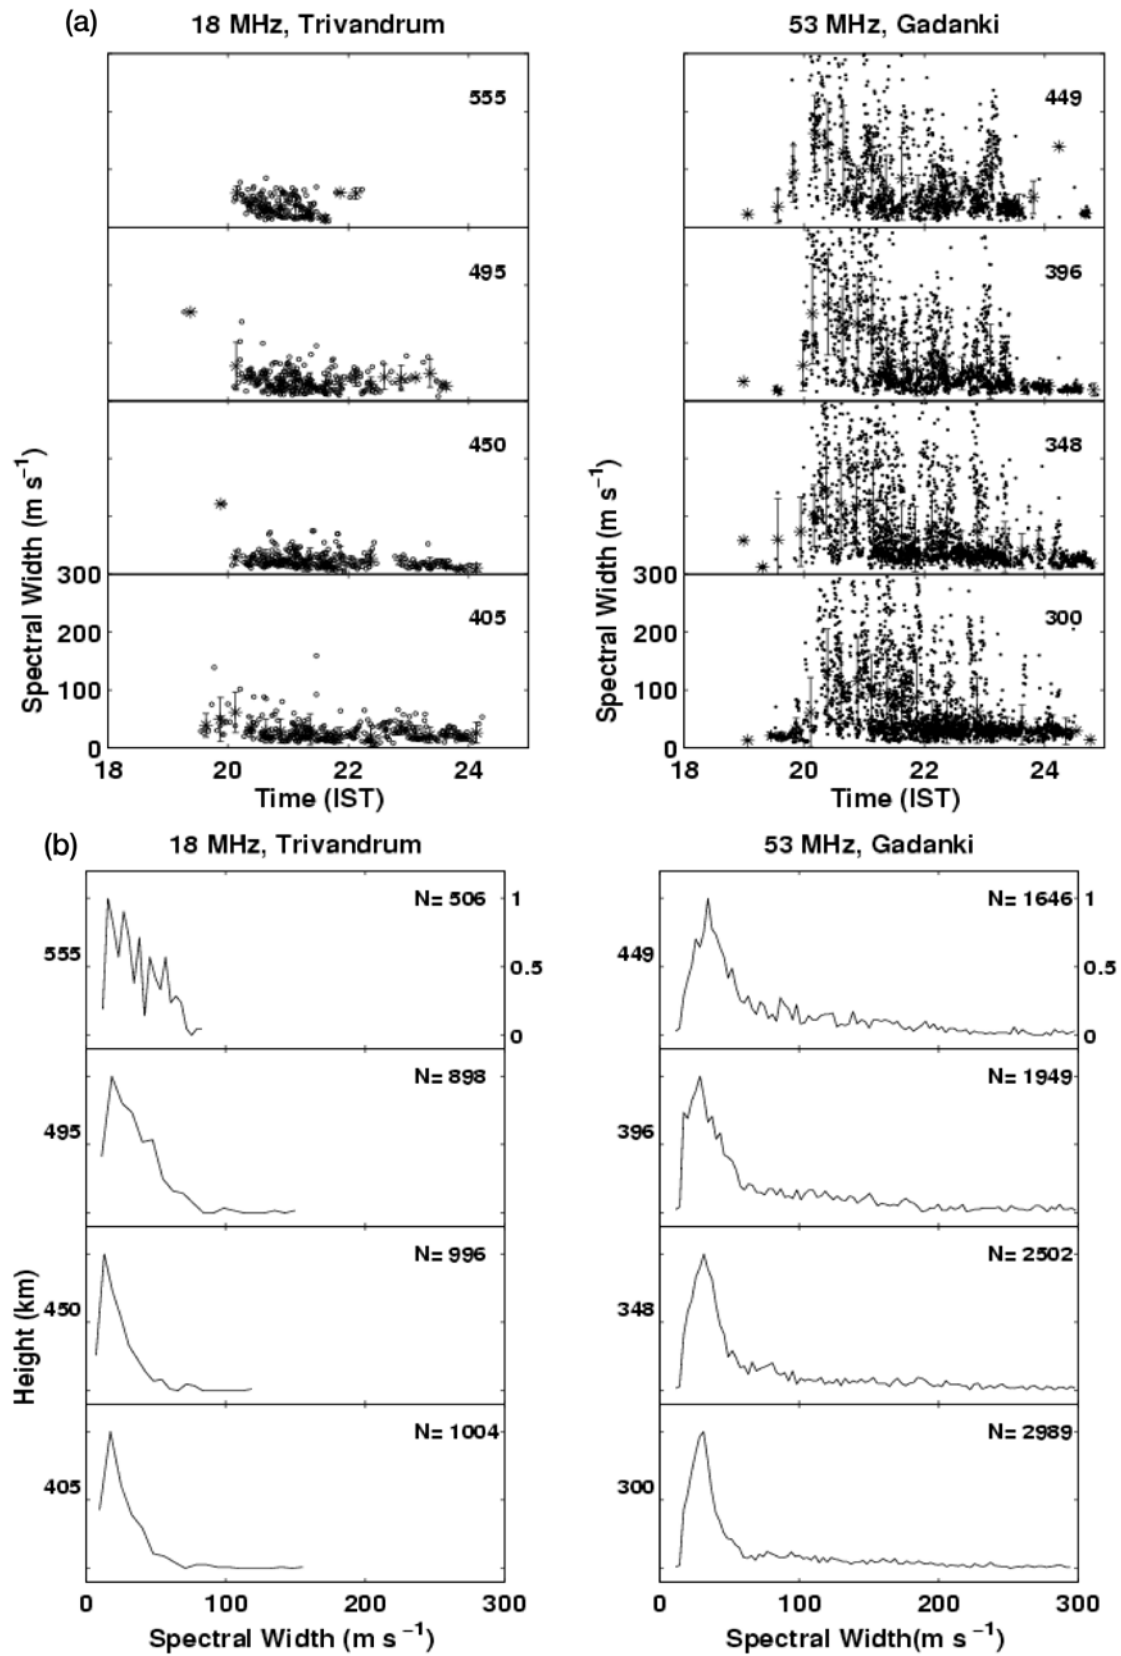 (a)
18 MHz, Trivandrum
53 MHz, Gadanki
555
449
495
396
450
348
405
300
300
200
100
0
300
200
100
0
Spectral Width (m s⁻¹)
Spectral Width (m s⁻¹)
18 20 22 24
18 20 22 24
Time (IST)
Time (IST)
(b)
18 MHz, Trivandrum
53 MHz, Gadanki
N= 506
1
0.5
0
555
N= 1646
1
0.5
0
449
N= 898
495
N= 1949
396
N= 996
450
N= 2502
348
N= 1004
405
N= 2989
300
Height (km)
0 100 200 300
0 100 200 300
Spectral Width (m s⁻¹)
Spectral Width(m s⁻¹)